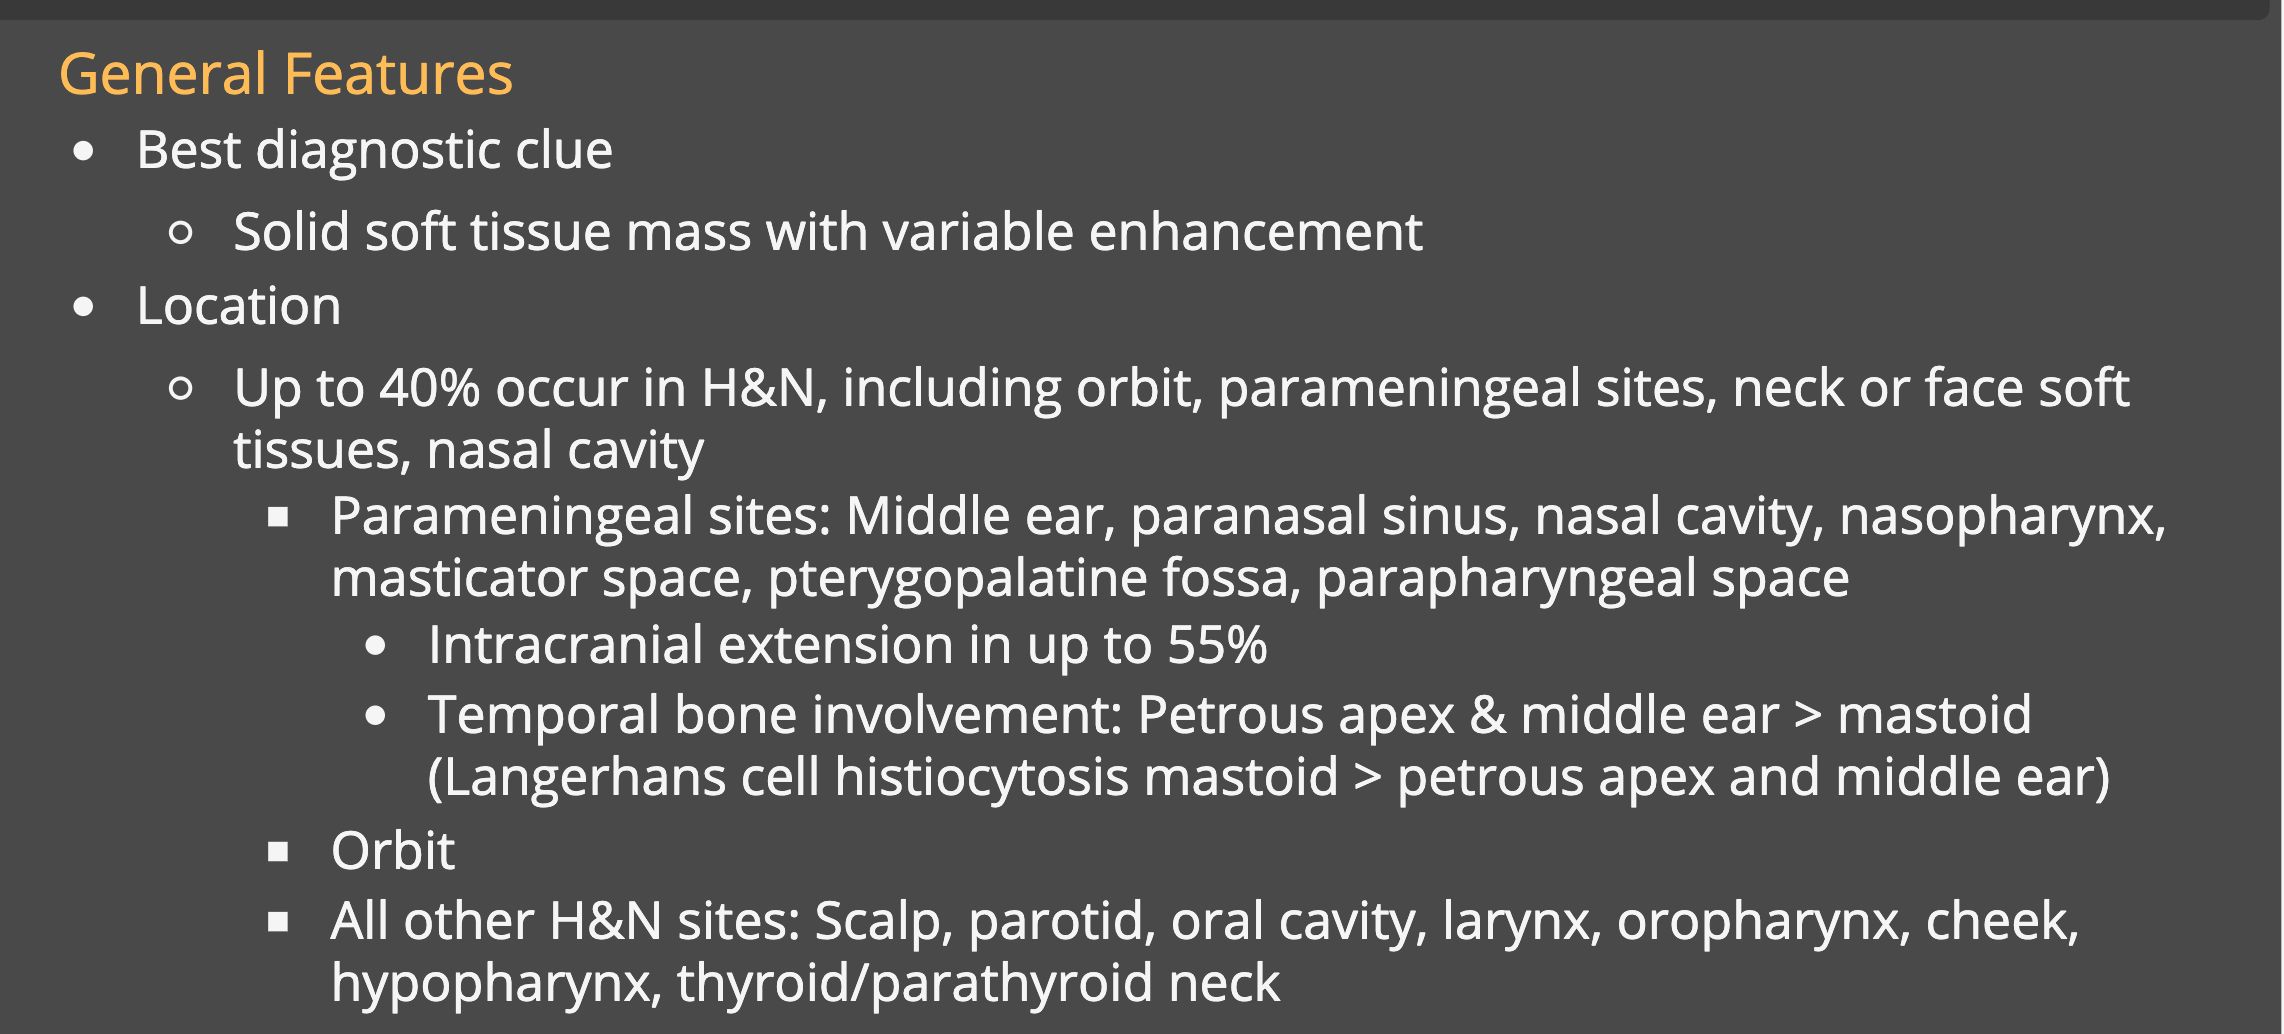 General Features
• Best diagnostic clue
○ Solid soft tissue mass with variable enhancement
• Location
○ Up to 40% occur in H&N, including orbit, parameningeal sites, neck or face soft
tissues, nasal cavity
▪ Parameningeal sites: Middle ear, paranasal sinus, nasal cavity, nasopharynx,
masticator space, pterygopalatine fossa, parapharyngeal space
• Intracranial extension in up to 55%
• Temporal bone involvement: Petrous apex & middle ear > mastoid
(Langerhans cell histiocytosis mastoid > petrous apex and middle ear)
▪ Orbit
▪ All other H&N sites: Scalp, parotid, oral cavity, larynx, oropharynx, cheek,
hypopharynx, thyroid/parathyroid neck